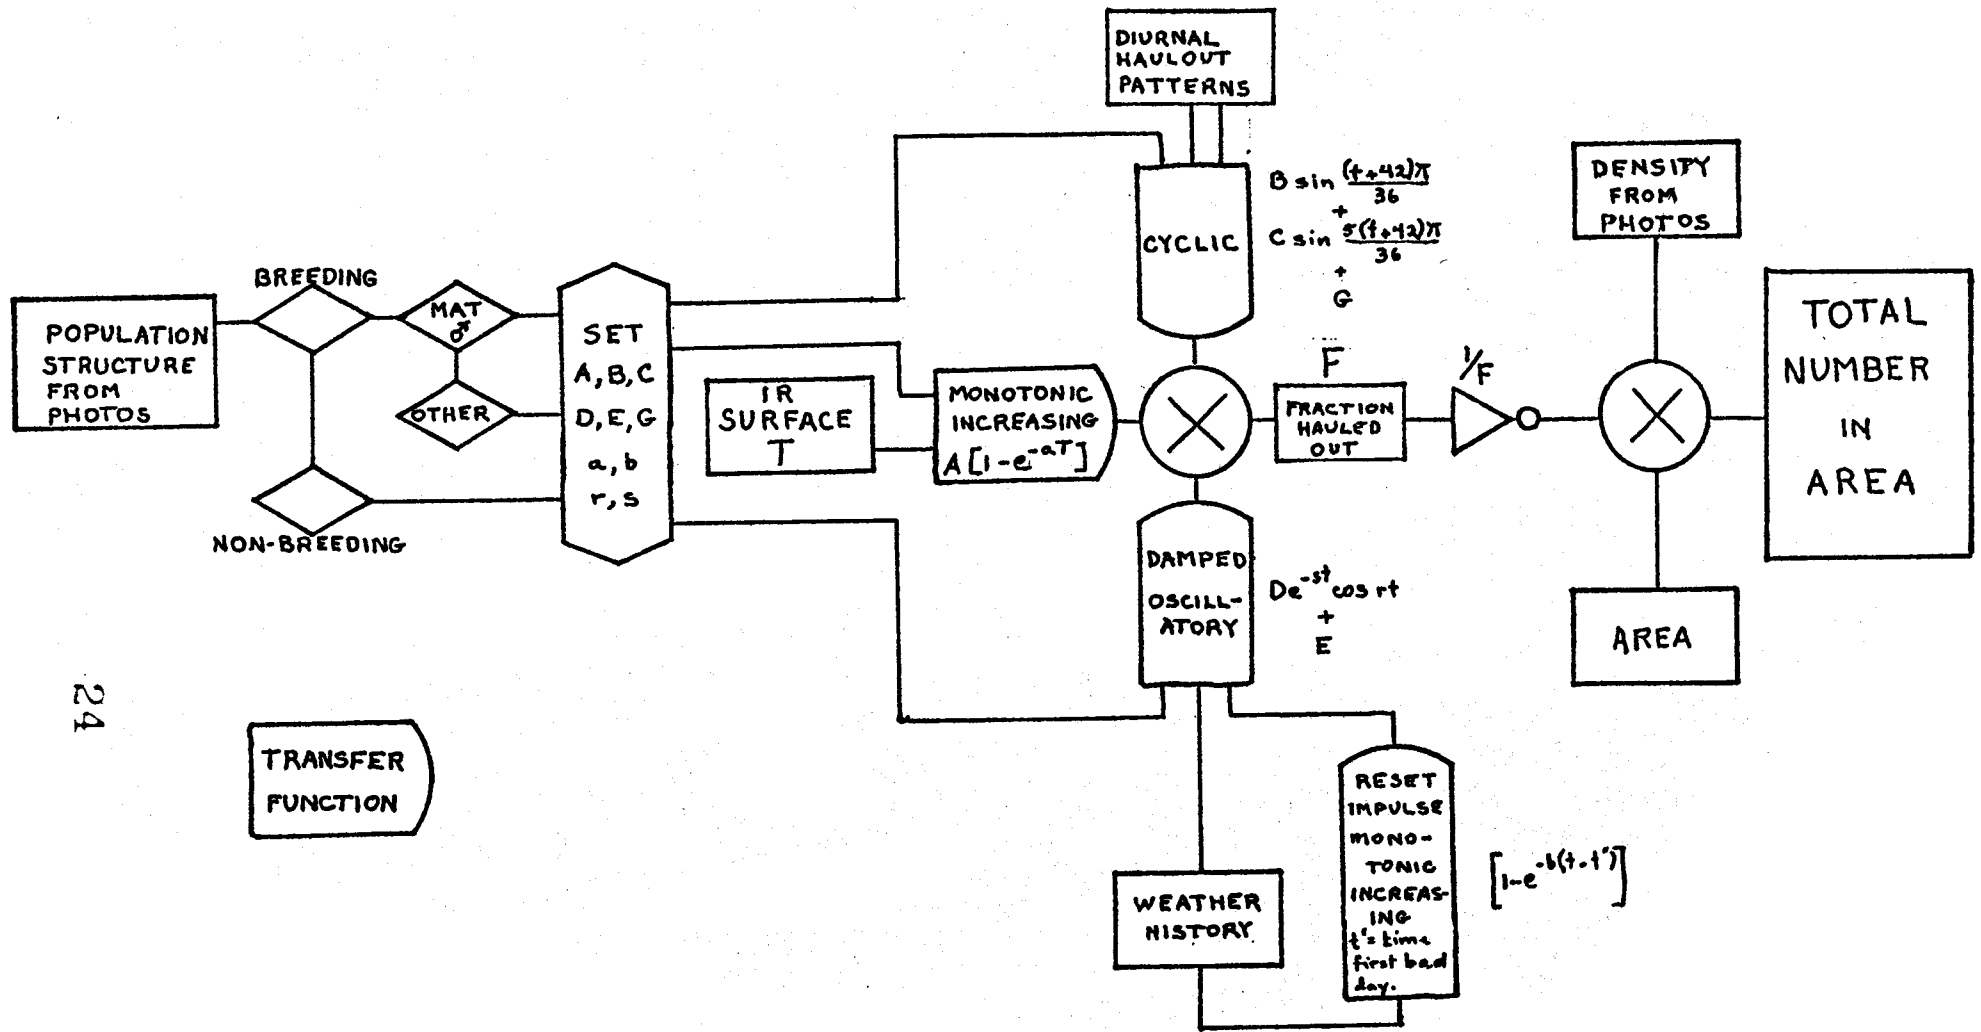 DIURNAL
HAULOUT
PATTERNS
B sin (t+42)π
36
+
C sin 5(t+42)π
36
+
G
CYCLIC
DENSITY
FROM
PHOTOS
BREEDING
POPULATION
STRUCTURE
FROM
PHOTOS
MAT
♂
OTHER
NON-BREEDING
SET
A, B, C
D, E, G
a, b
r, s
IR
SURFACE
T
MONOTONIC
INCREASING
A[1-e^-aT]
F
FRACTION
HAULED
OUT
1/F
TOTAL
NUMBER
IN
AREA
DAMPED
OSCILL-
ATORY
De^-st cos rt
+
E
AREA
24
TRANSFER
FUNCTION
WEATHER
HISTORY
RESET
IMPULSE
MONO-
TONIC
INCREAS-
ING
t'= time
first bad
day.
[1-e^-b(t-t')]